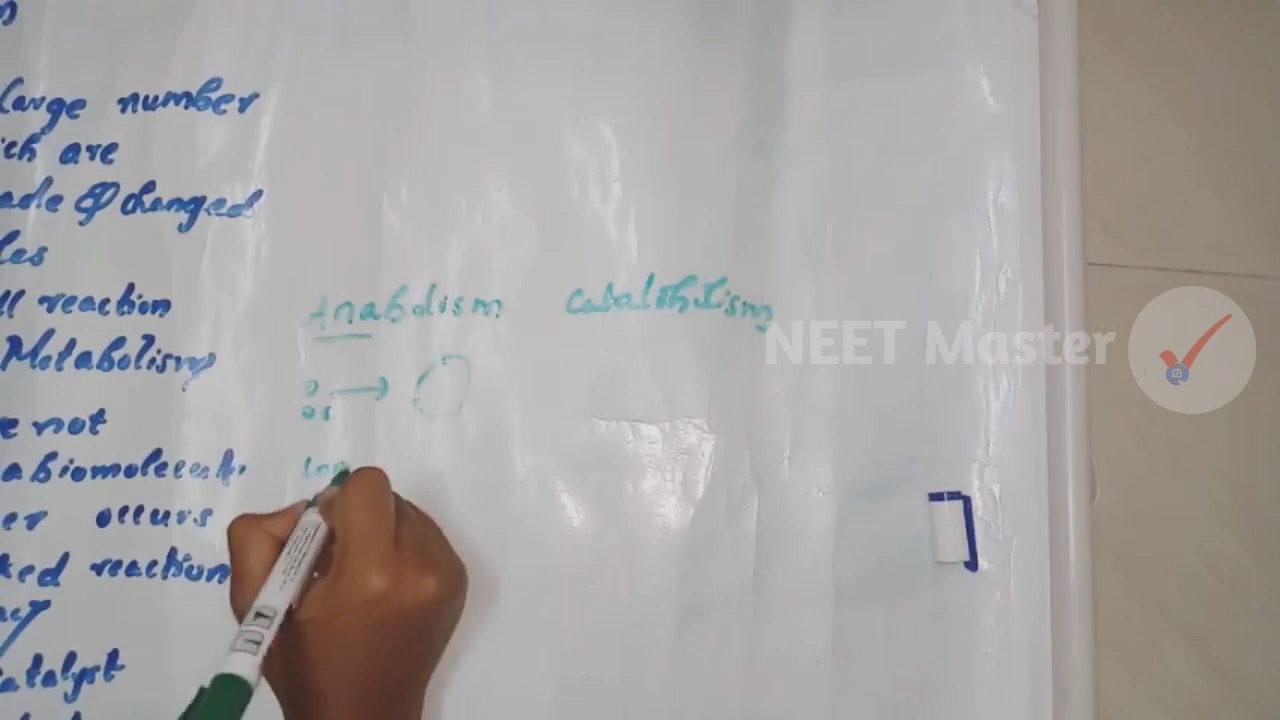 large number
ich are
ade & changed
les
ll reaction
Metabolism
e not
a biomolecule
er occurs
ked reaction
act
atalyst
Anabolism
NEET Master